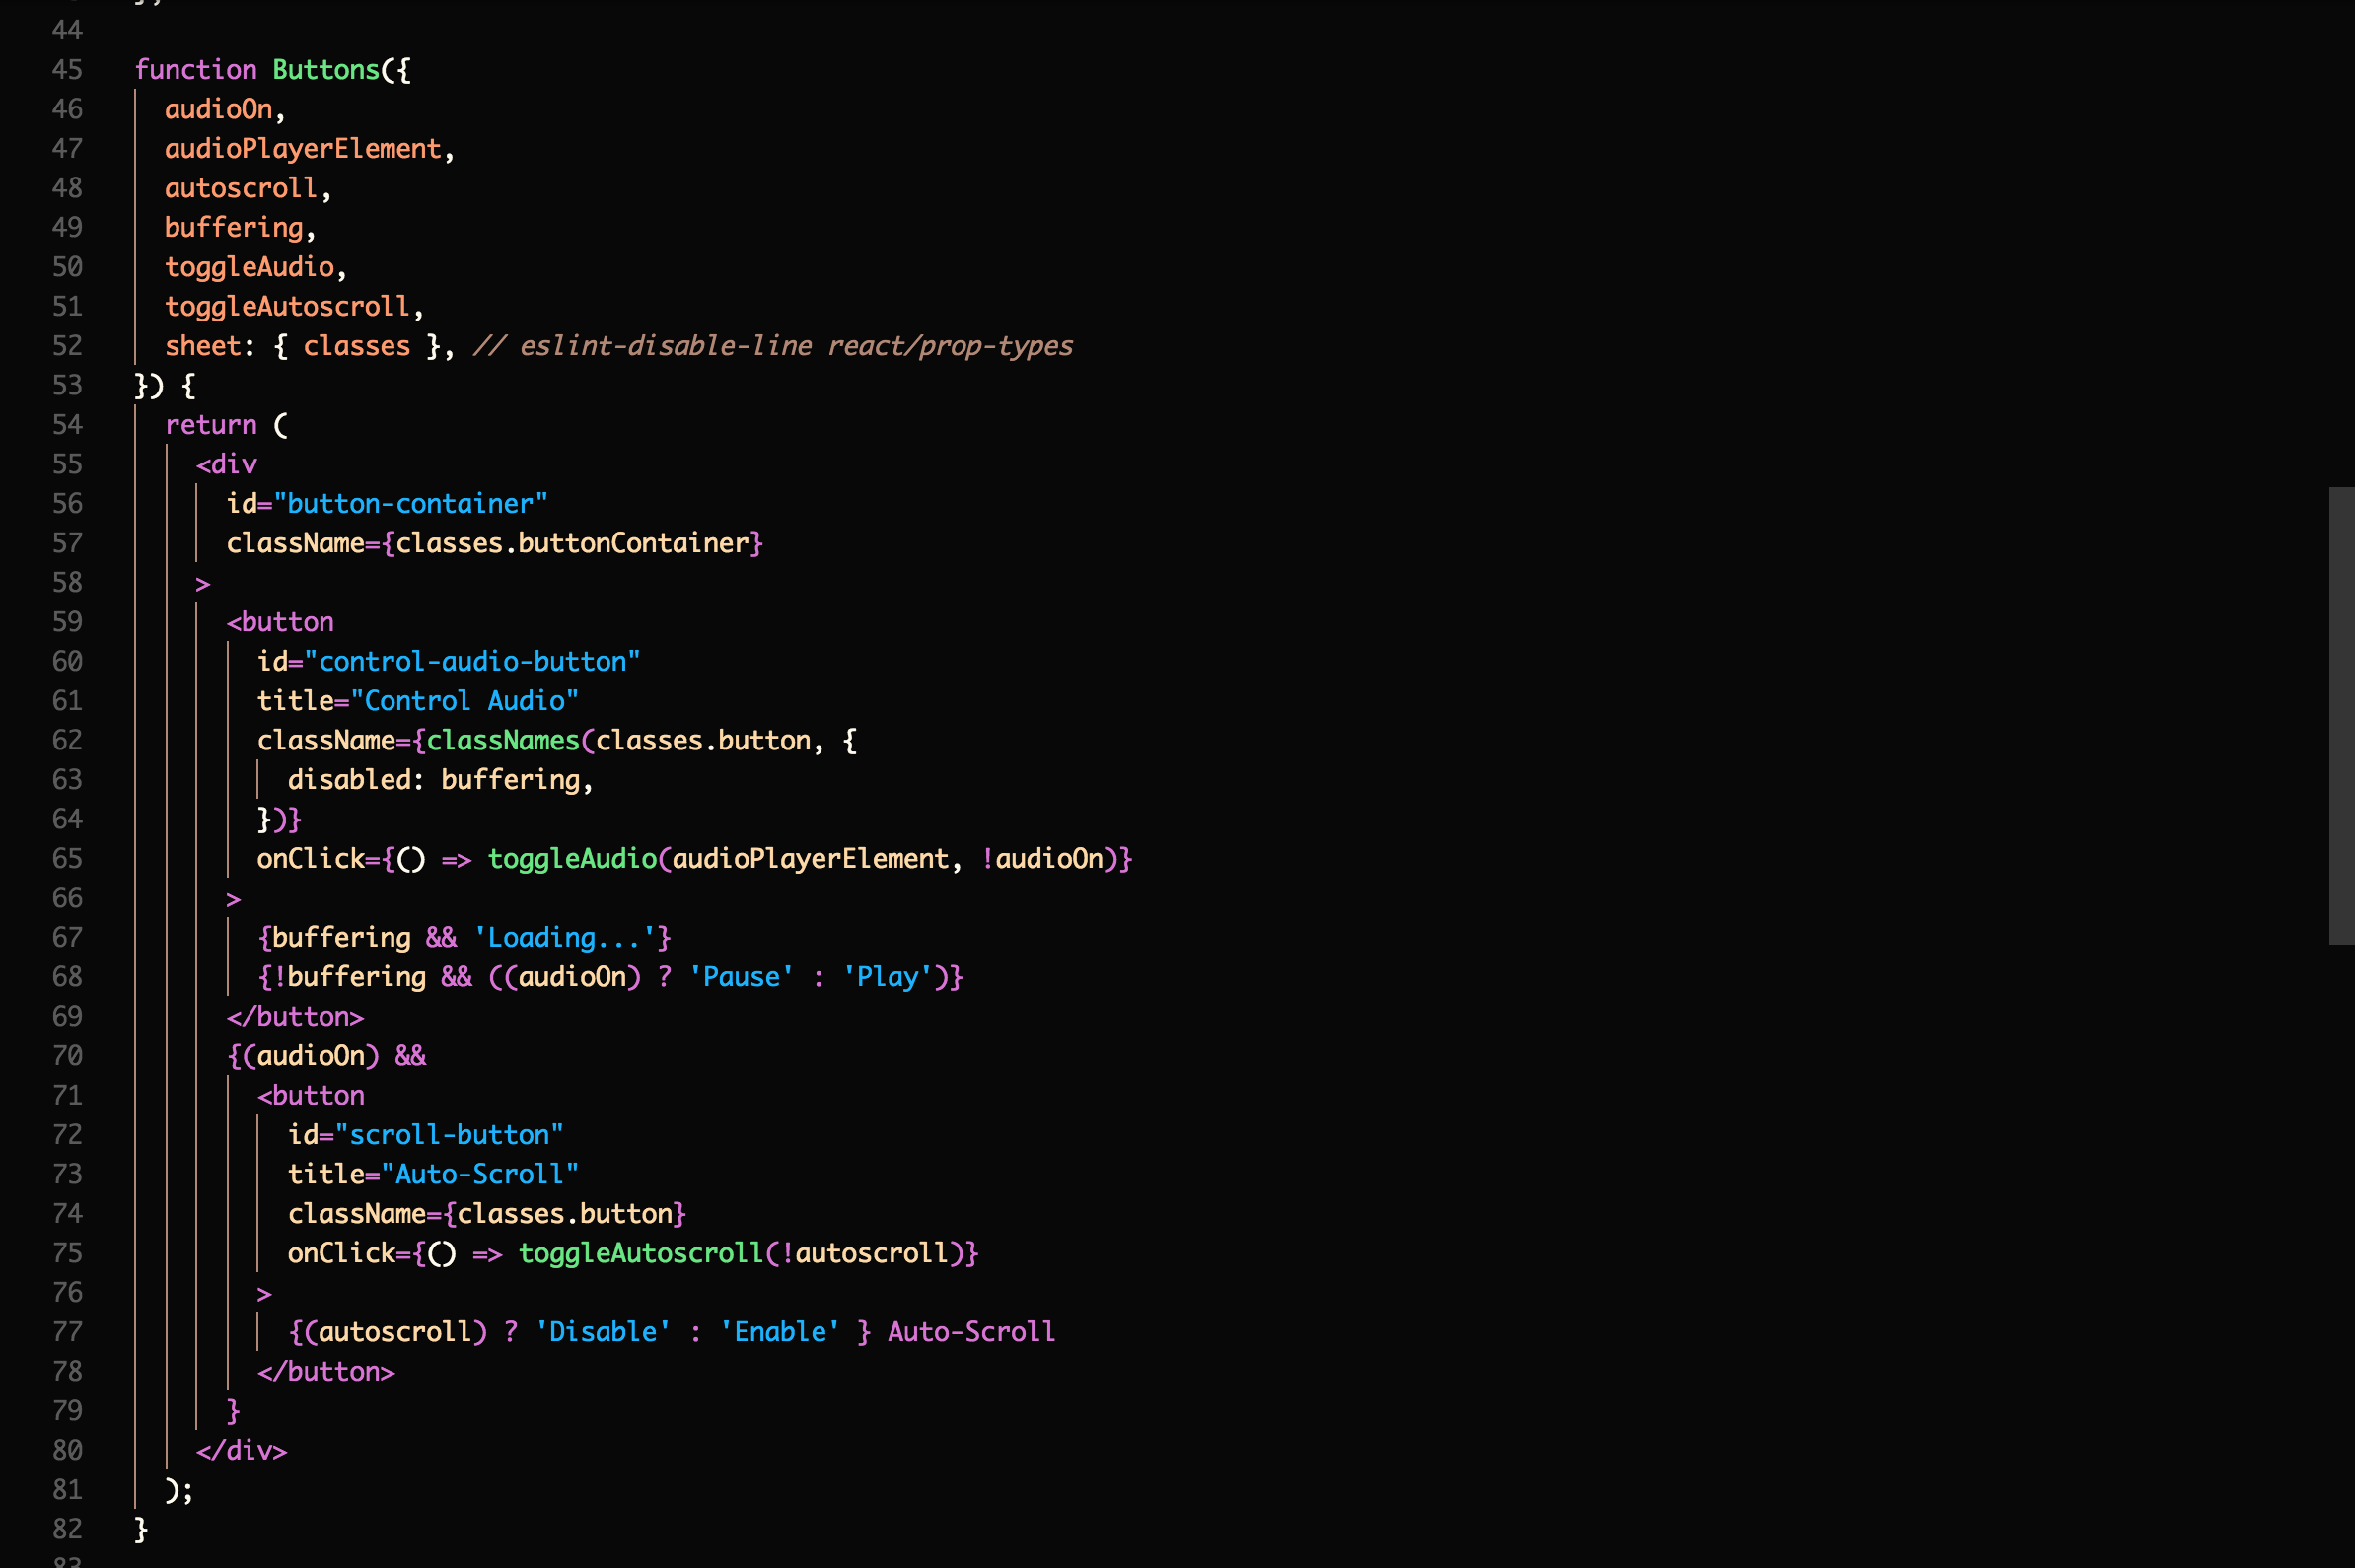 44
45 function Buttons({
46   audioOn,
47   audioPlayerElement,
48   autoscroll,
49   buffering,
50   toggleAudio,
51   toggleAutoscroll,
52   sheet: { classes }, // eslint-disable-line react/prop-types
53 }) {
54   return (
55     <div
56       id="button-container"
57       className={classes.buttonContainer}
58     >
59       <button
60         id="control-audio-button"
61         title="Control Audio"
62         className={classNames(classes.button, {
63           disabled: buffering,
64         })}
65         onClick={() => toggleAudio(audioPlayerElement, !audioOn)}
66       >
67         {buffering && 'Loading...'}
68         {!buffering && ((audioOn) ? 'Pause' : 'Play')}
69       </button>
70       {(audioOn) &&
71         <button
72           id="scroll-button"
73           title="Auto-Scroll"
74           className={classes.button}
75           onClick={() => toggleAutoscroll(!autoscroll)}
76         >
77           {(autoscroll) ? 'Disable' : 'Enable' } Auto-Scroll
78         </button>
79       }
80     </div>
81   );
82 }
83